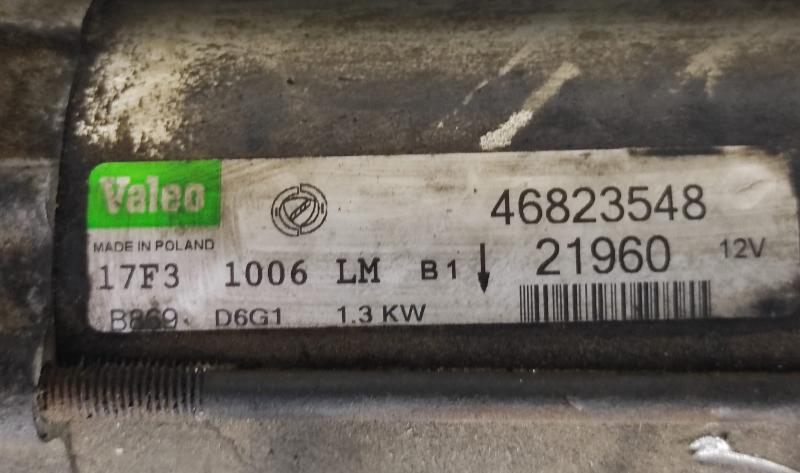 Valeo
46823548
MADE IN POLAND
21960 12V
17F3 1006 LM B1
B869 D6G1 1.3 KW